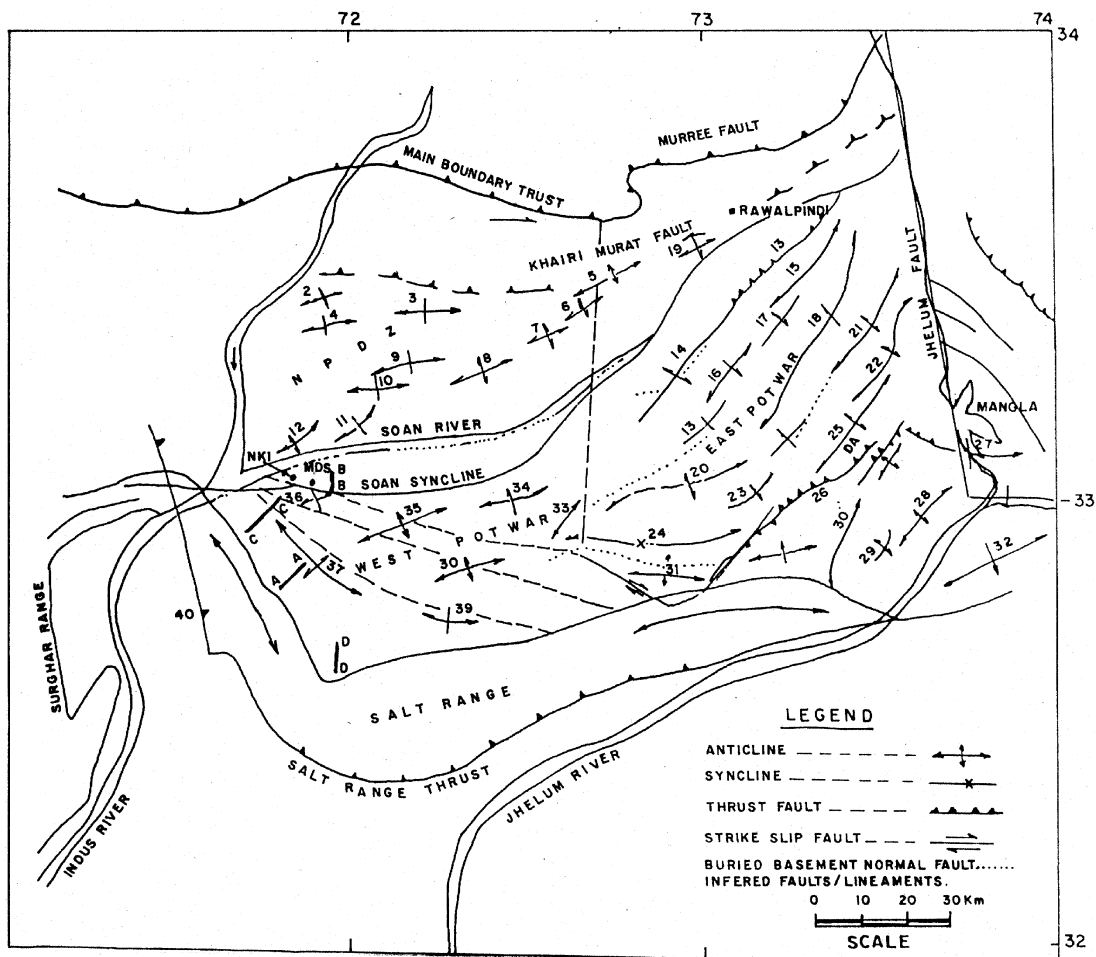 72
73
74
34
MURREE FAULT
MAIN BOUNDARY TRUST
RAWALPINDI
KHAIRI MURAT FAULT
19
13
15
5
2
3
4
6
7
N P D Z
9
8
10
17
18
14
16
21
22
JHELUM FAULT
EAST POTWAR
MANGLA
11
12
SOAN RIVER
13
25
DA
27
NKI
MDS B
B
SOAN SYNCLINE
20
23
26
33
36
C
C
35
34
33
24
30
28
WEST POTWAR
A A
37
30
31
29
32
39
40
D
D
SURGHAR RANGE
SALT RANGE
SALT RANGE THRUST
JHELUM RIVER
INDUS RIVER
LEGEND
ANTICLINE
SYNCLINE
THRUST FAULT
STRIKE SLIP FAULT
BURIED BASEMENT NORMAL FAULT.......
INFERED FAULTS/LINEAMENTS.
0 10 20 30 Km
SCALE
32